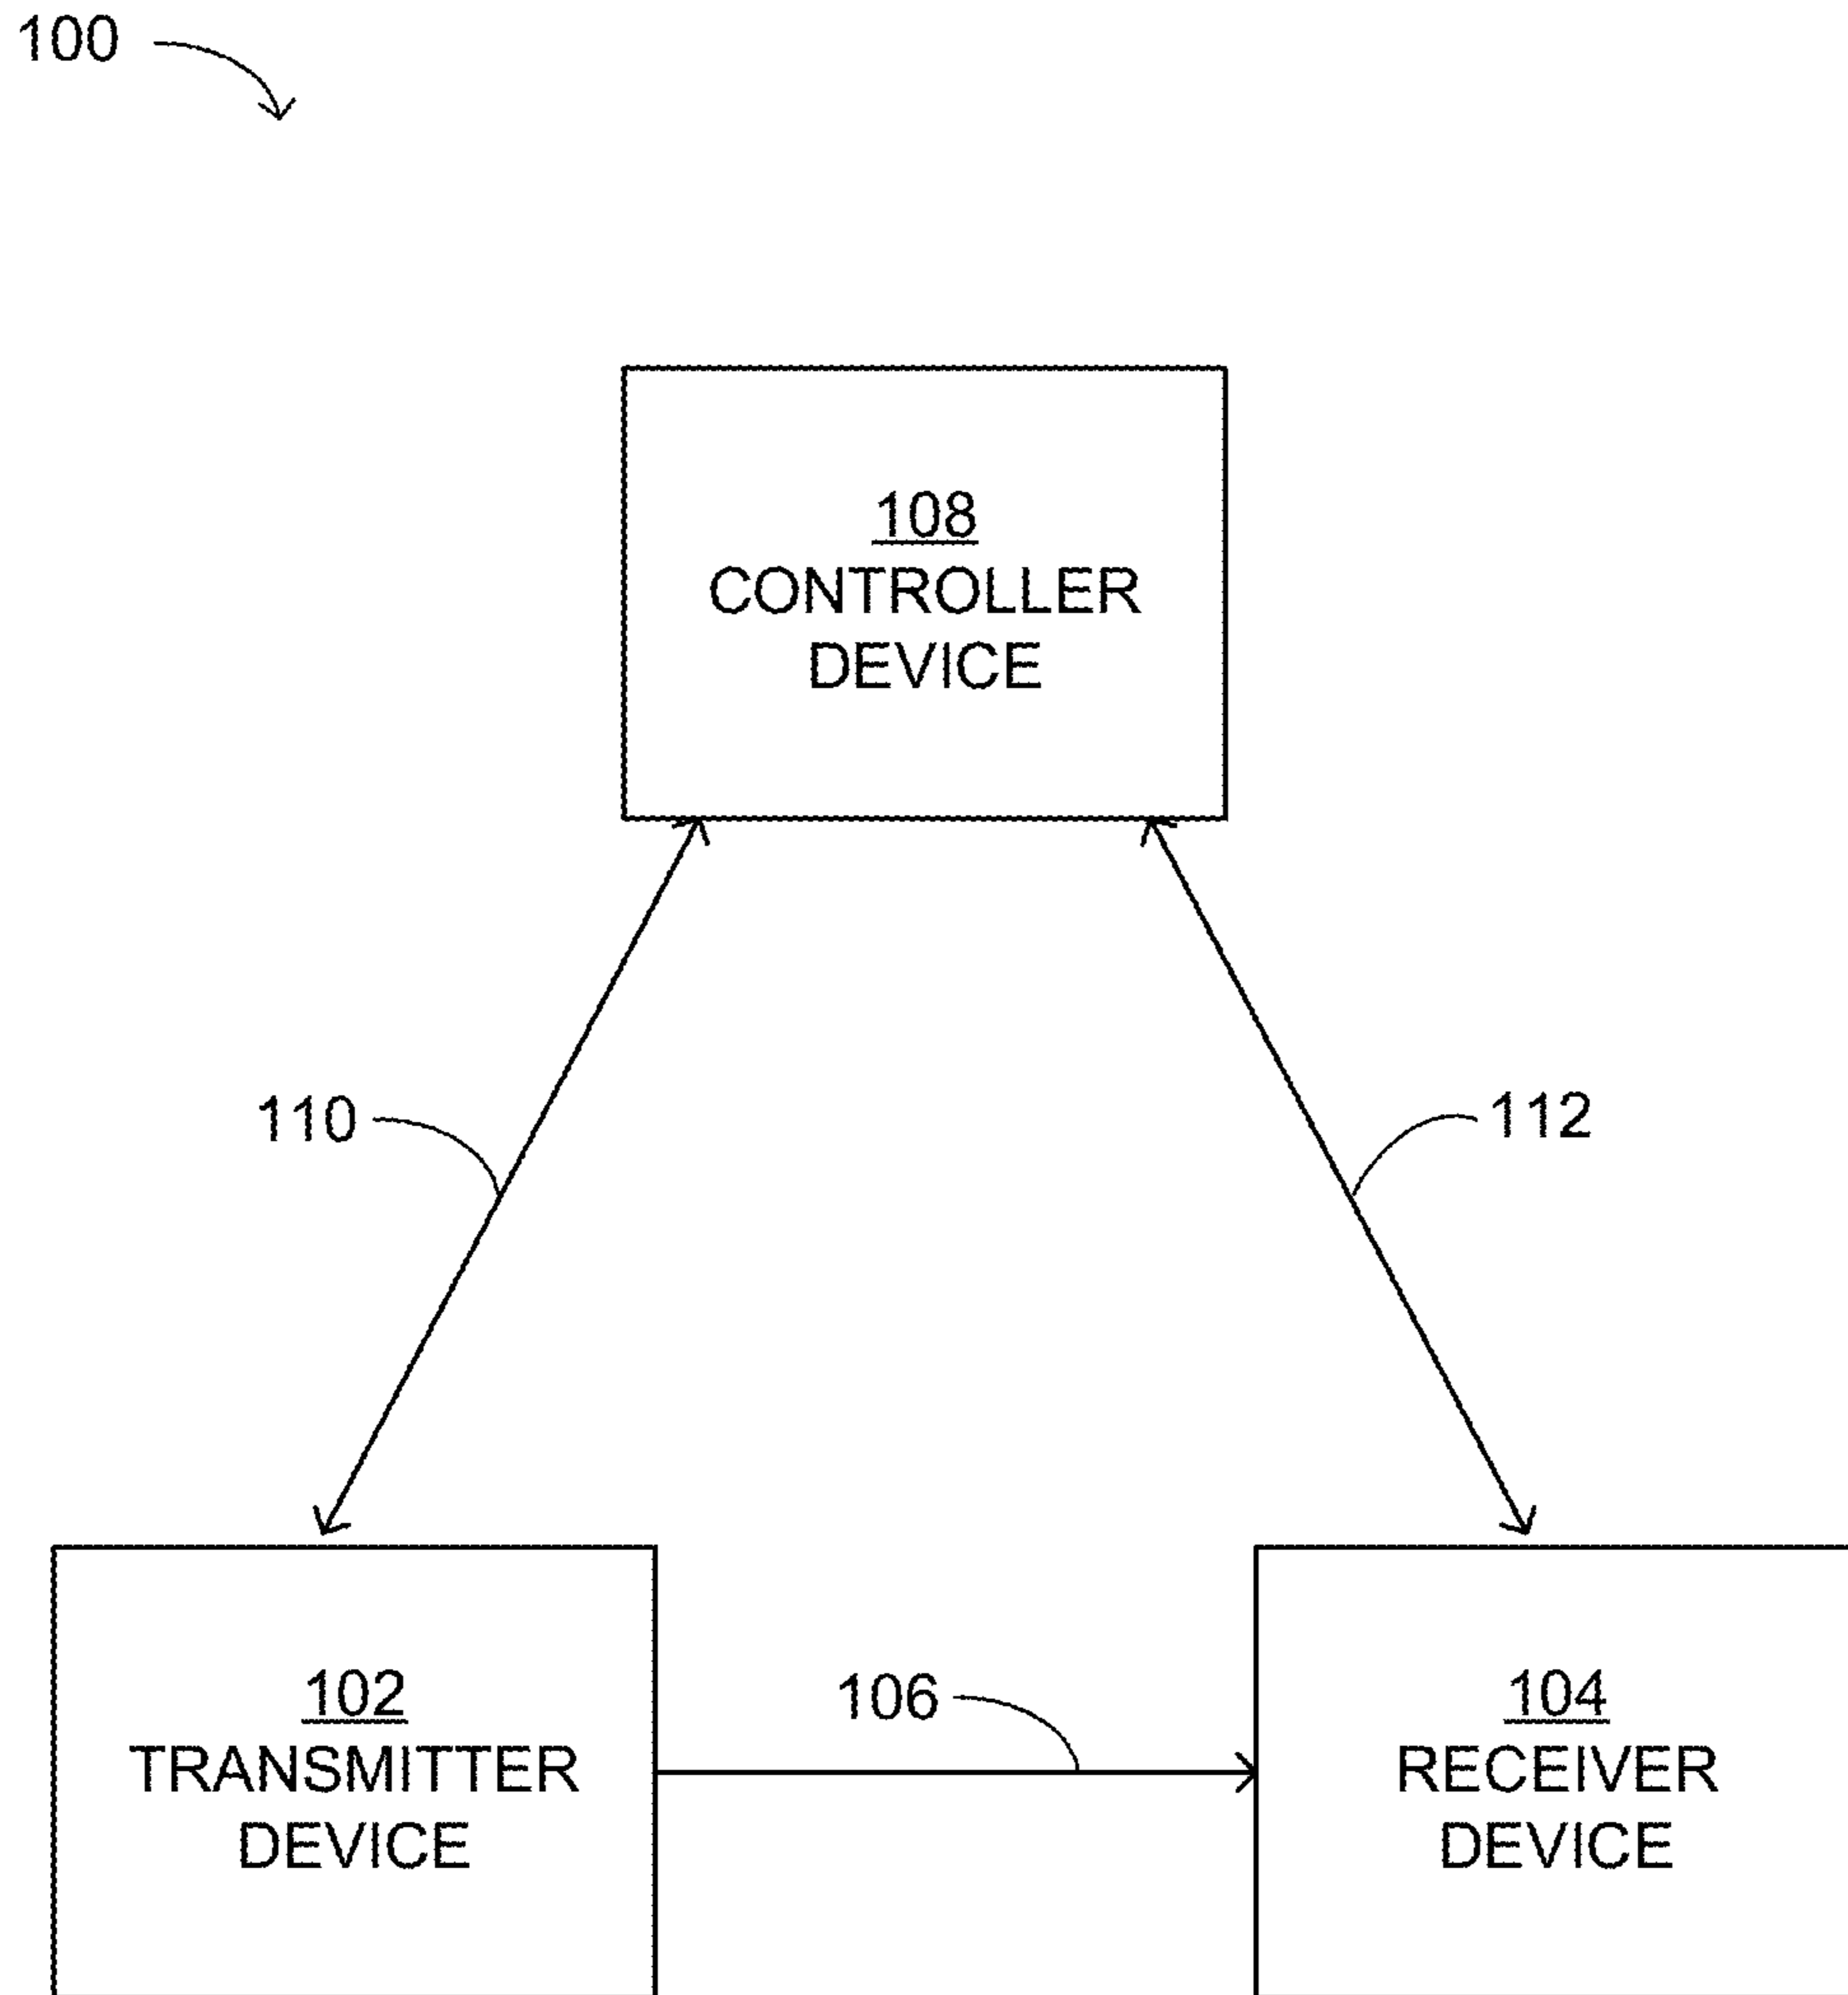 100
108
CONTROLLER
DEVICE
110
112
102
TRANSMITTER
DEVICE
106
104
RECEIVER
DEVICE